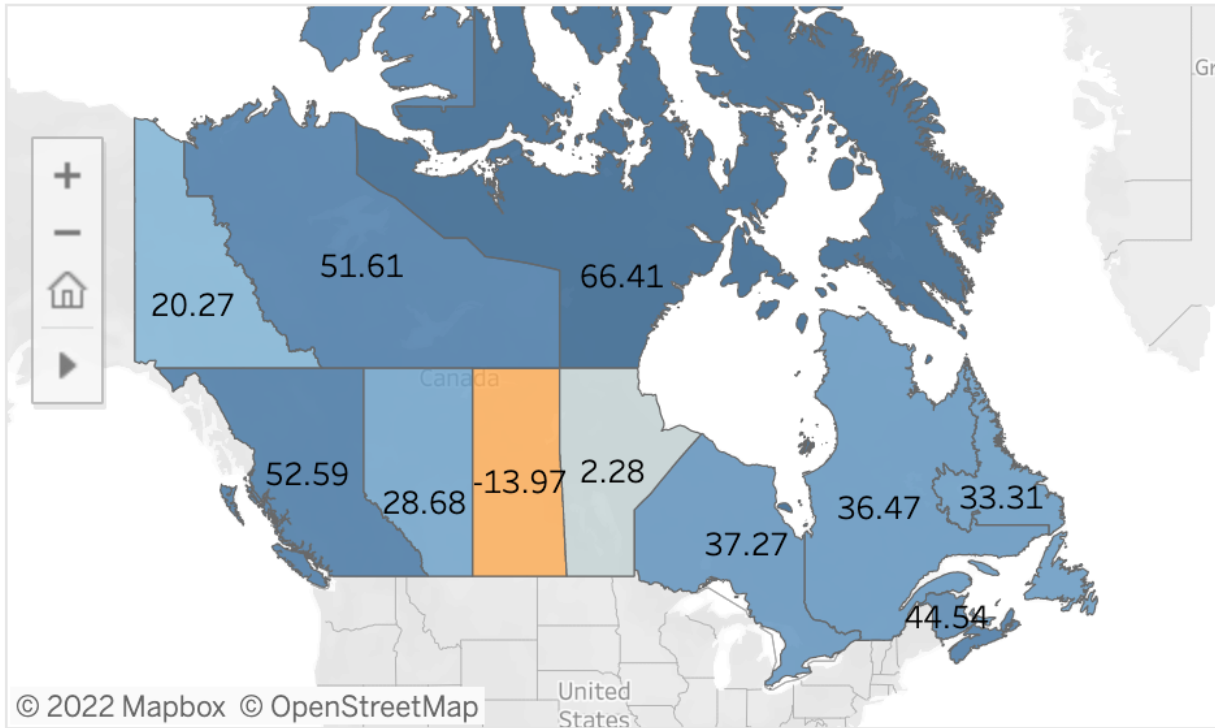 Gr
+
−
51.61
66.41
20.27
Canada
52.59
28.68
-13.97
2.28
37.27
36.47
33.31
44.54
United
States
© 2022 Mapbox © OpenStreetMap